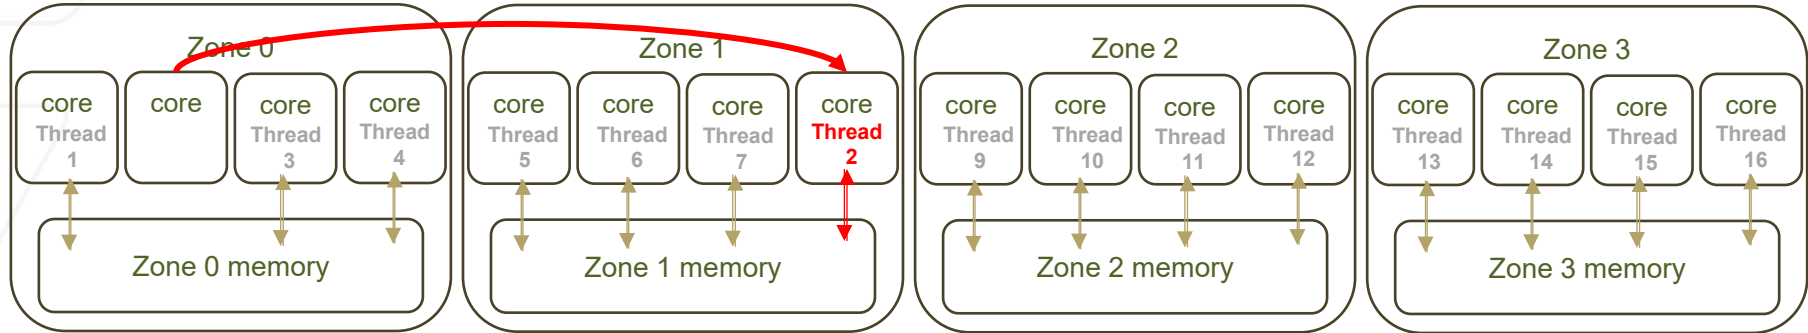 Zone 0
Zone 1
Zone 2
Zone 3
core
Thread
1
core
core
Thread
3
core
Thread
4
core
Thread
5
core
Thread
6
core
Thread
7
core
Thread
2
core
Thread
9
core
Thread
10
core
Thread
11
core
Thread
12
core
Thread
13
core
Thread
14
core
Thread
15
core
Thread
16
Zone 0 memory
Zone 1 memory
Zone 2 memory
Zone 3 memory